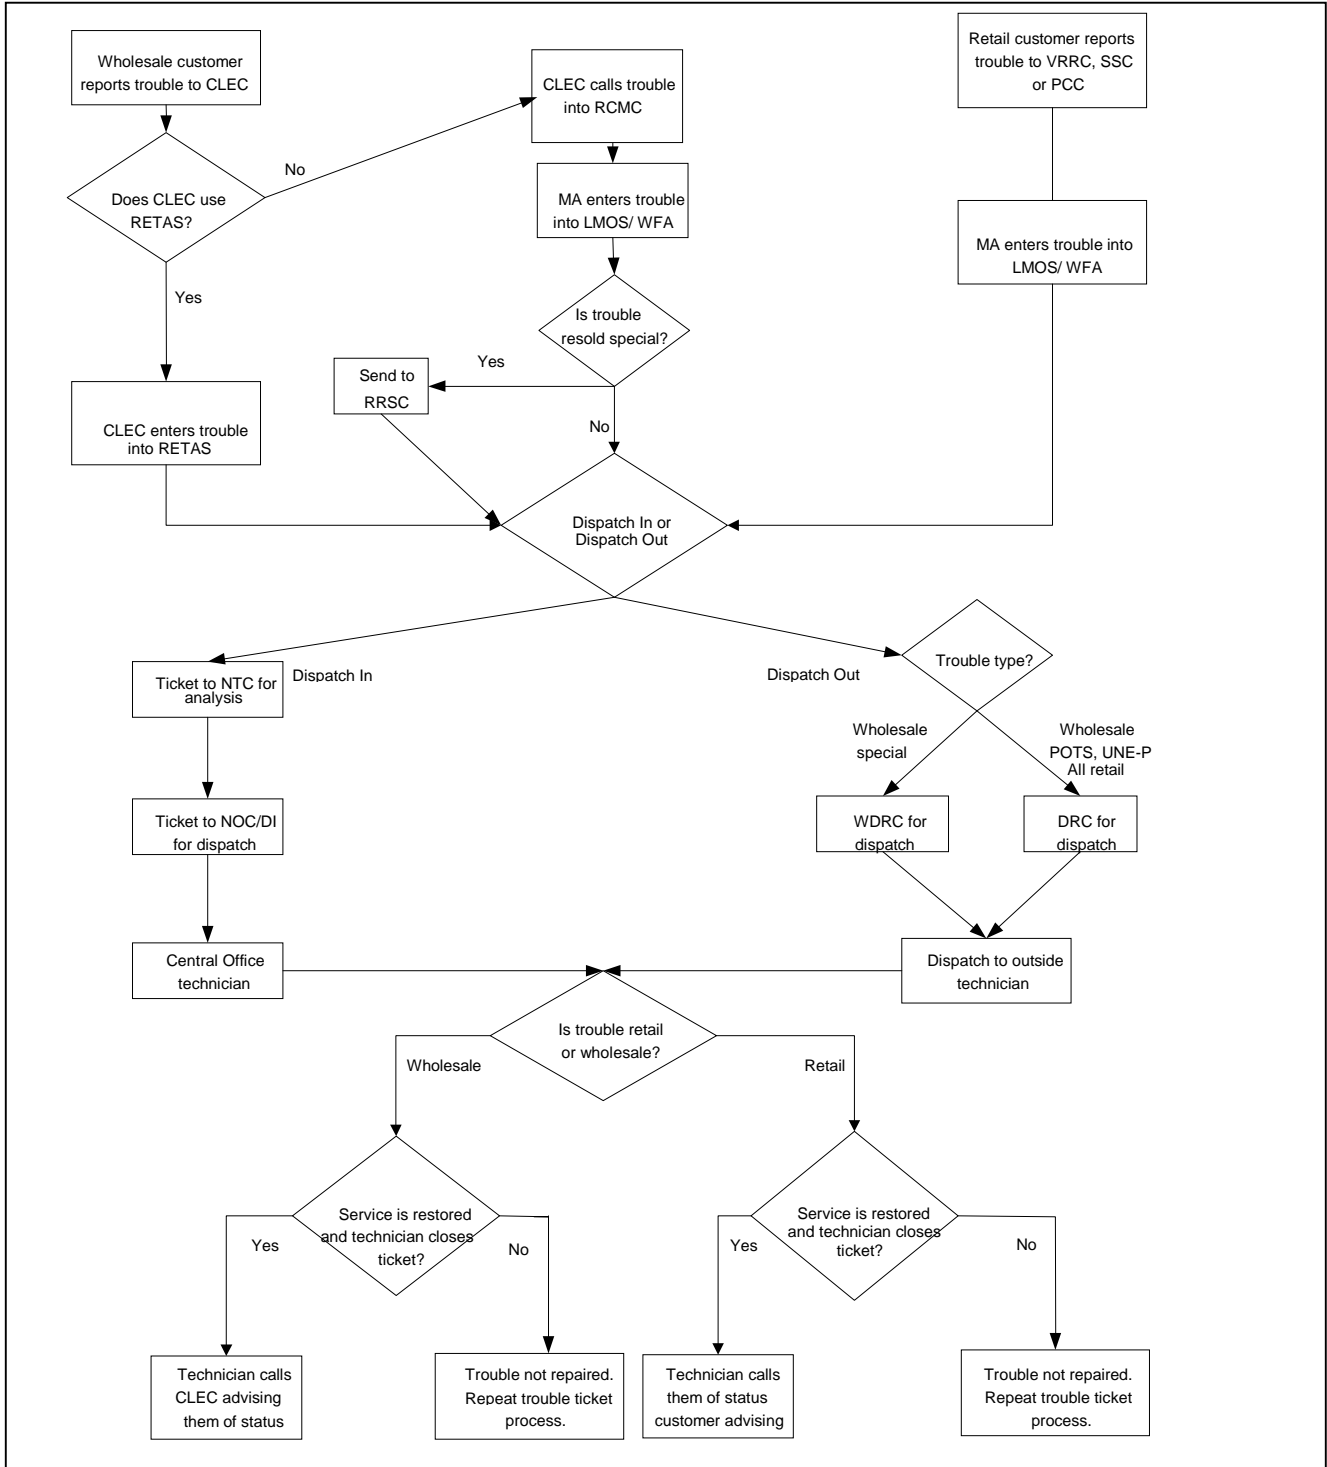 Wholesale customer
reports trouble to CLEC
CLEC calls trouble
into RCMC
Retail customer reports
trouble to VRRC, SSC
or PCC
No
Does CLEC use
RETAS?
MA enters trouble
into LMOS/ WFA
MA enters trouble into
LMOS/ WFA
Yes
Is trouble
resold special?
Yes
Send to
RRSC
No
CLEC enters trouble
into RETAS
Dispatch In or
Dispatch Out
Dispatch In
Dispatch Out
Trouble type?
Ticket to NTC for
analysis
Wholesale
special
Wholesale
POTS, UNE-P
All retail
Ticket to NOC/DI
for dispatch
WDRC for
dispatch
DRC for
dispatch
Central Office
technician
Dispatch to outside
technician
Is trouble retail
or wholesale?
Wholesale
Retail
Service is restored
and technician closes
ticket?
Yes
No
Service is restored
and technician closes
ticket?
Yes
No
Technician calls
CLEC advising
them of status
Trouble not repaired.
Repeat trouble ticket
process.
Technician calls
them of status
customer advising
Trouble not repaired.
Repeat trouble ticket
process.